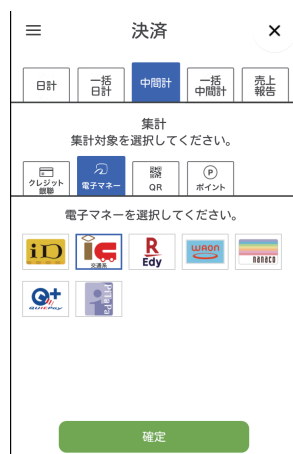 決済
日計
一括
日計
中間計
一括
中間計
売上
報告
集計
集計対象を選択してください。
クレジット
銀聯
電子マネー
QR
P
ポイント
電子マネーを選択してください。
iD
交通系
R
Edy
WAON
nanaco
Q+
QUICPay
PiTaPa
確定